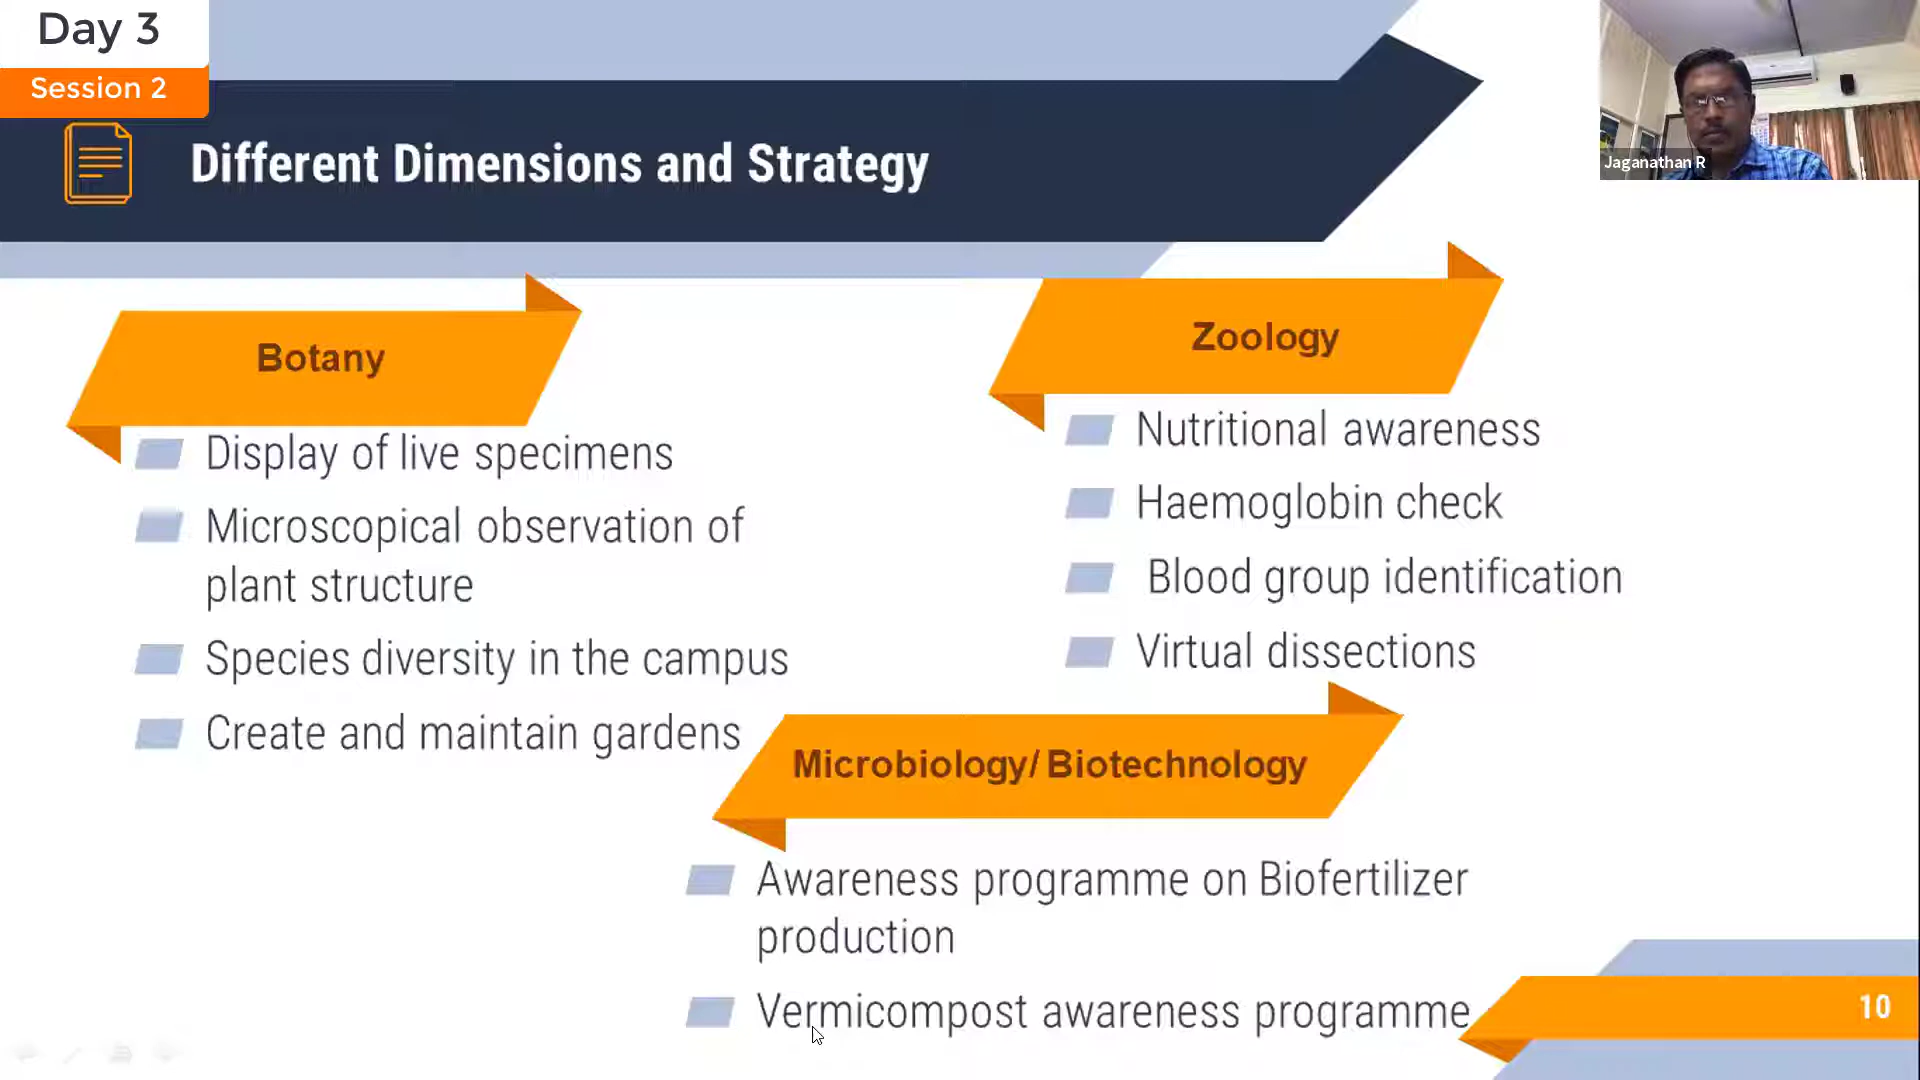 Day 3
Session 2
Different Dimensions and Strategy
Jaganathan R
Botany
Display of live specimens
Microscopical observation of
plant structure
Species diversity in the campus
Create and maintain gardens
Zoology
Nutritional awareness
Haemoglobin check
Blood group identification
Virtual dissections
Microbiology/ Biotechnology
Awareness programme on Biofertilizer
production
Vermicompost awareness programme
10